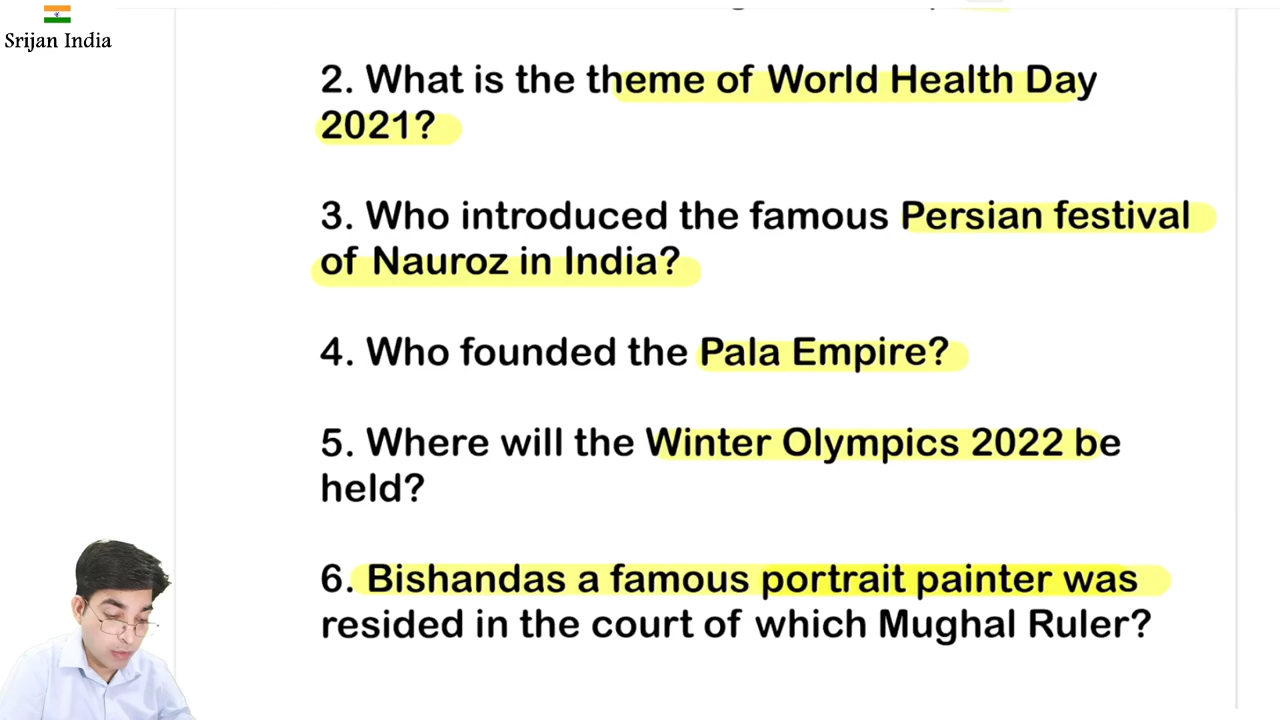 Srijan India
2. What is the theme of World Health Day
2021?
3. Who introduced the famous Persian festival
of Nauroz in India?
4. Who founded the Pala Empire?
5. Where will the Winter Olympics 2022 be
held?
6. Bishandas a famous portrait painter was
resided in the court of which Mughal Ruler?